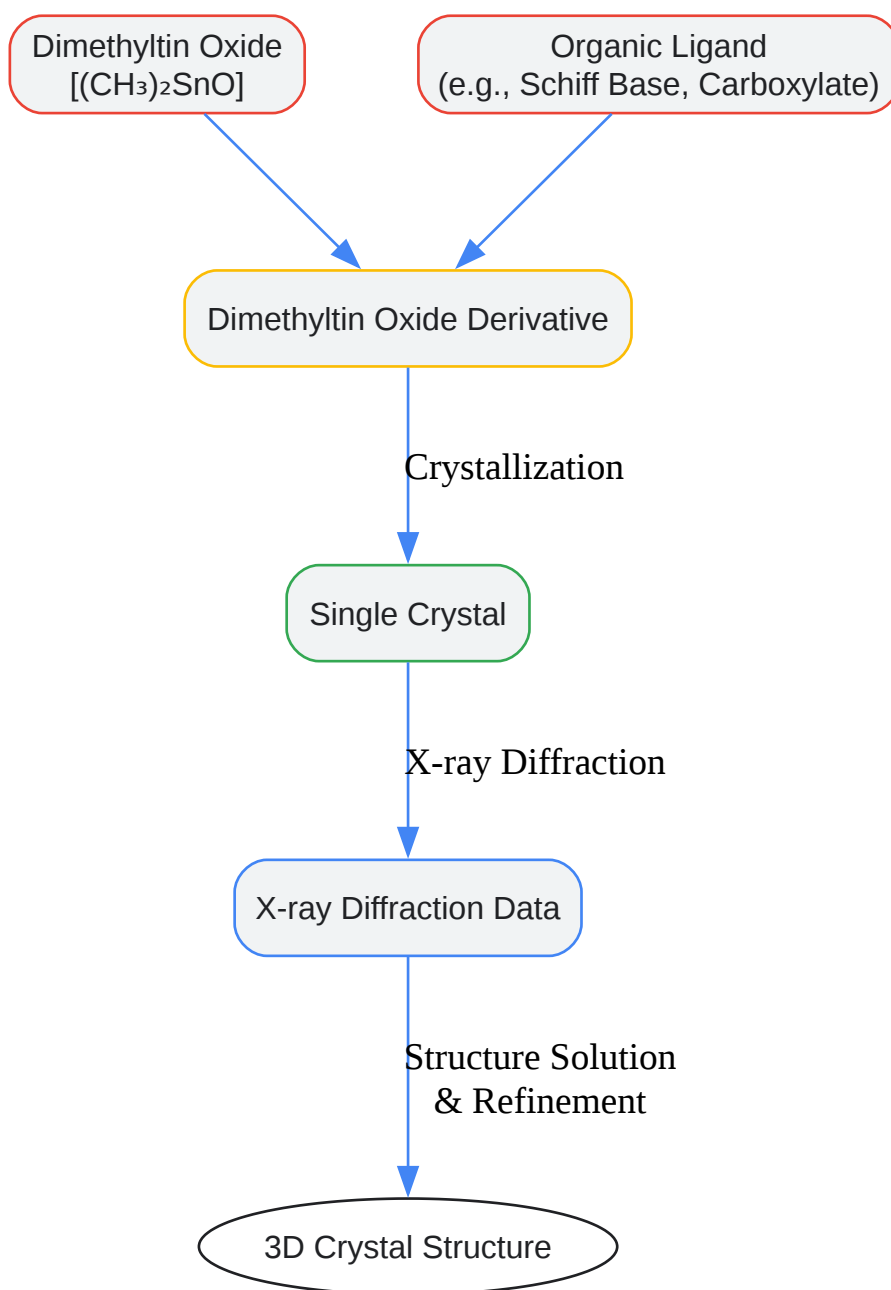 Dimethyltin Oxide
[(CH₃)₂SnO]
Organic Ligand
(e.g., Schiff Base, Carboxylate)
Dimethyltin Oxide Derivative
Crystallization
Single Crystal
X-ray Diffraction
X-ray Diffraction Data
Structure Solution
& Refinement
3D Crystal Structure